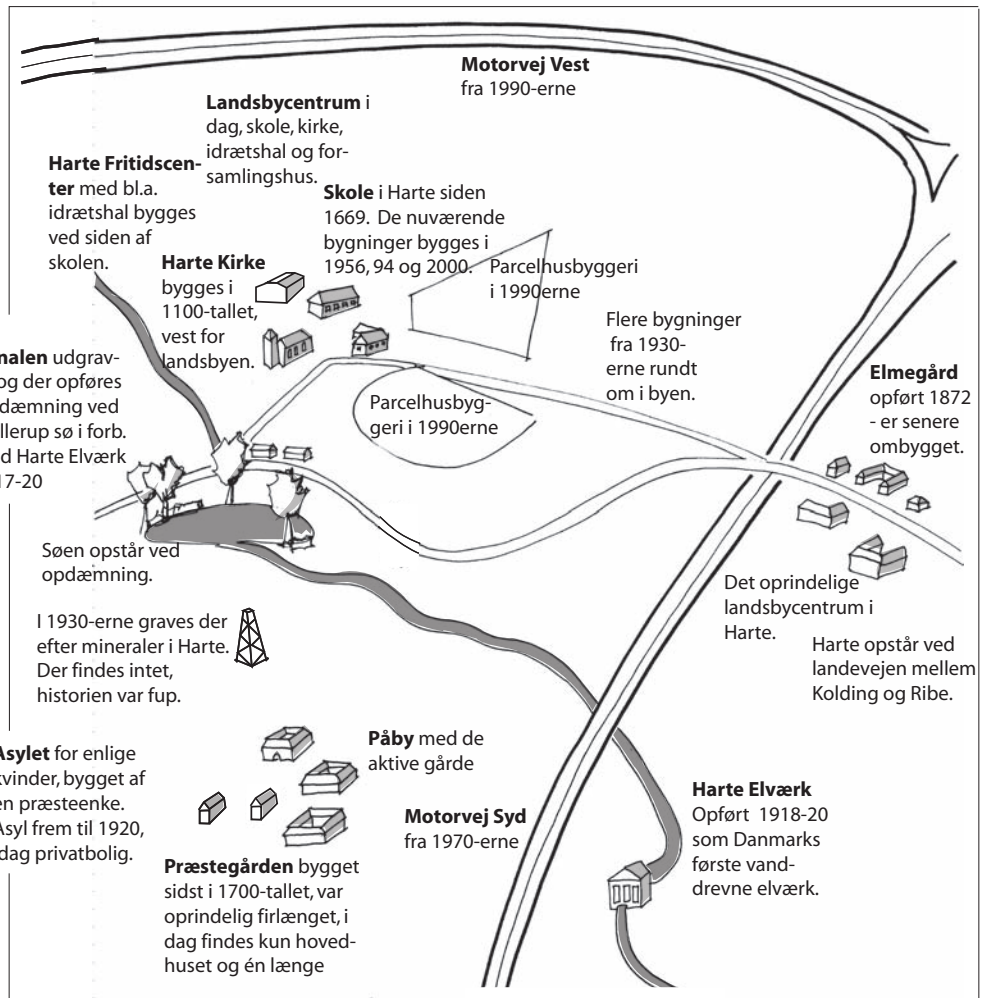 Motorvej Vest
fra 1990-erne
Landsbycentrum i
dag, skole, kirke,
idrætshal og for-
samlingshus.
Harte Fritidscen-
ter med bl.a.
idrætshal bygges
ved siden af
skolen.
Skole i Harte siden
1669. De nuværende
bygninger bygges i
1956, 94 og 2000.
Harte Kirke
bygges i
1100-tallet,
vest for
landsbyen.
Parcelhusbyggeri
i 1990erne
Flere bygninger
fra 1930-
erne rundt
om i byen.
Elmegård
opført 1872
- er senere
ombygget.
Parcelhusbyg-
geri i 1990erne
nalen udgrav-
og der opføres
dæmning ved
llerup sø i forb.
d Harte Elværk
17-20
Søen opstår ved
opdæmning.
Det oprindelige
landsbycentrum i
Harte.
Harte opstår ved
landevejen mellem
Kolding og Ribe.
I 1930-erne graves der
efter mineraler i Harte.
Der findes intet,
historien var fup.
Asylet for enlige
kvinder, bygget af
en præsteenke.
Asyl frem til 1920,
dag privatbolig.
Påby med de
aktive gårde
Motorvej Syd
fra 1970-erne
Harte Elværk
Opført 1918-20
som Danmarks
første vand-
drevne elværk.
Præstegården bygget
sidst i 1700-tallet, var
oprindelig firlænget, i
dag findes kun hoved-
huset og én længe